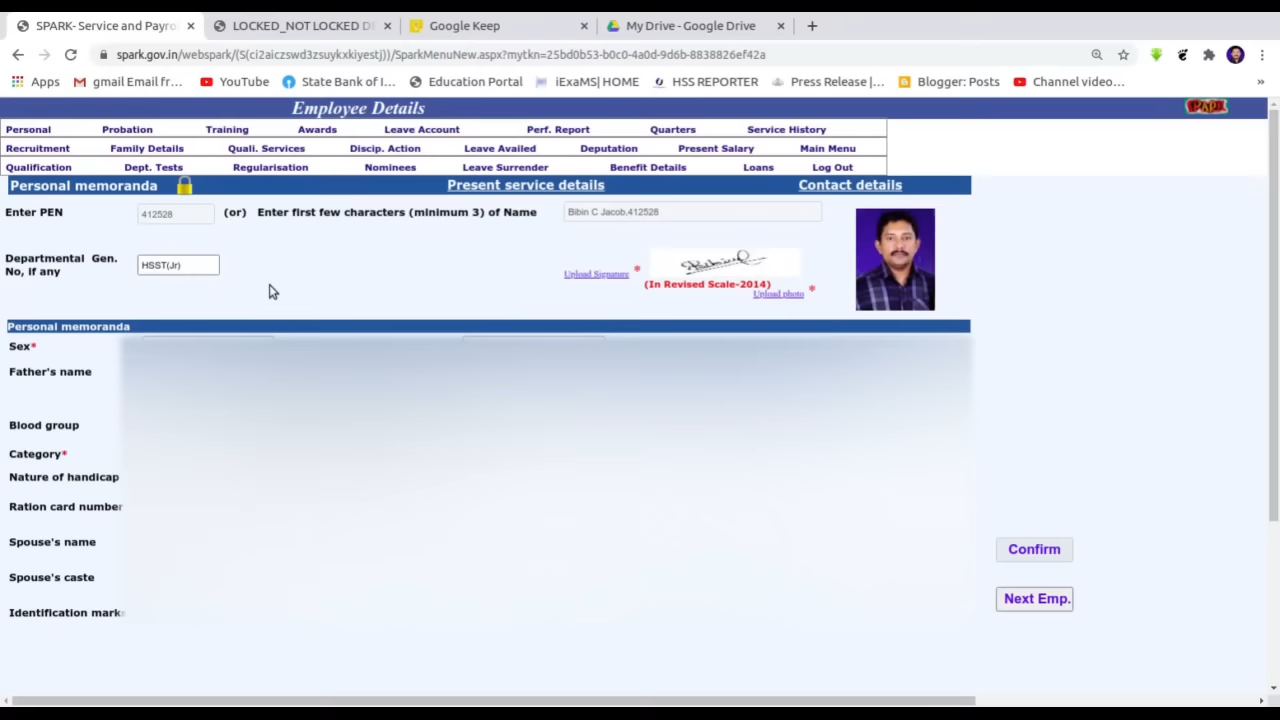 SPARK- Service and Payro
LOCKED_NOT LOCKED DE
Google Keep
My Drive - Google Drive
spark.gov.in/webspark/(S(ci2aiczswd3zsuykxkiyestj))/SparkMenuNew.aspx?mytkn=25bd0b53-b0c0-4a0d-9d6b-8838826ef42a
Apps gmail Email fr... YouTube State Bank of I... Education Portal iExaMS| HOME HSS REPORTER Press Release |... Blogger: Posts Channel video... »
Employee Details SPARK
Personal Probation Training Awards Leave Account Perf. Report Quarters Service History
Recruitment Family Details Quali. Services Discip. Action Leave Availed Deputation Present Salary Main Menu
Qualification Dept. Tests Regularisation Nominees Leave Surrender Benefit Details Loans Log Out
Personal memoranda Present service details Contact details
Enter PEN 412528 (or) Enter first few characters (minimum 3) of Name Bibin C Jacob,412528
Departmental Gen.
No, if any HSST(Jr)
Upload Signature *
(In Revised Scale-2014)
Upload photo *
Personal memoranda
Sex*
Father's name
Blood group
Category*
Nature of handicap
Ration card number
Spouse's name
Confirm
Spouse's caste
Next Emp.
Identification marks